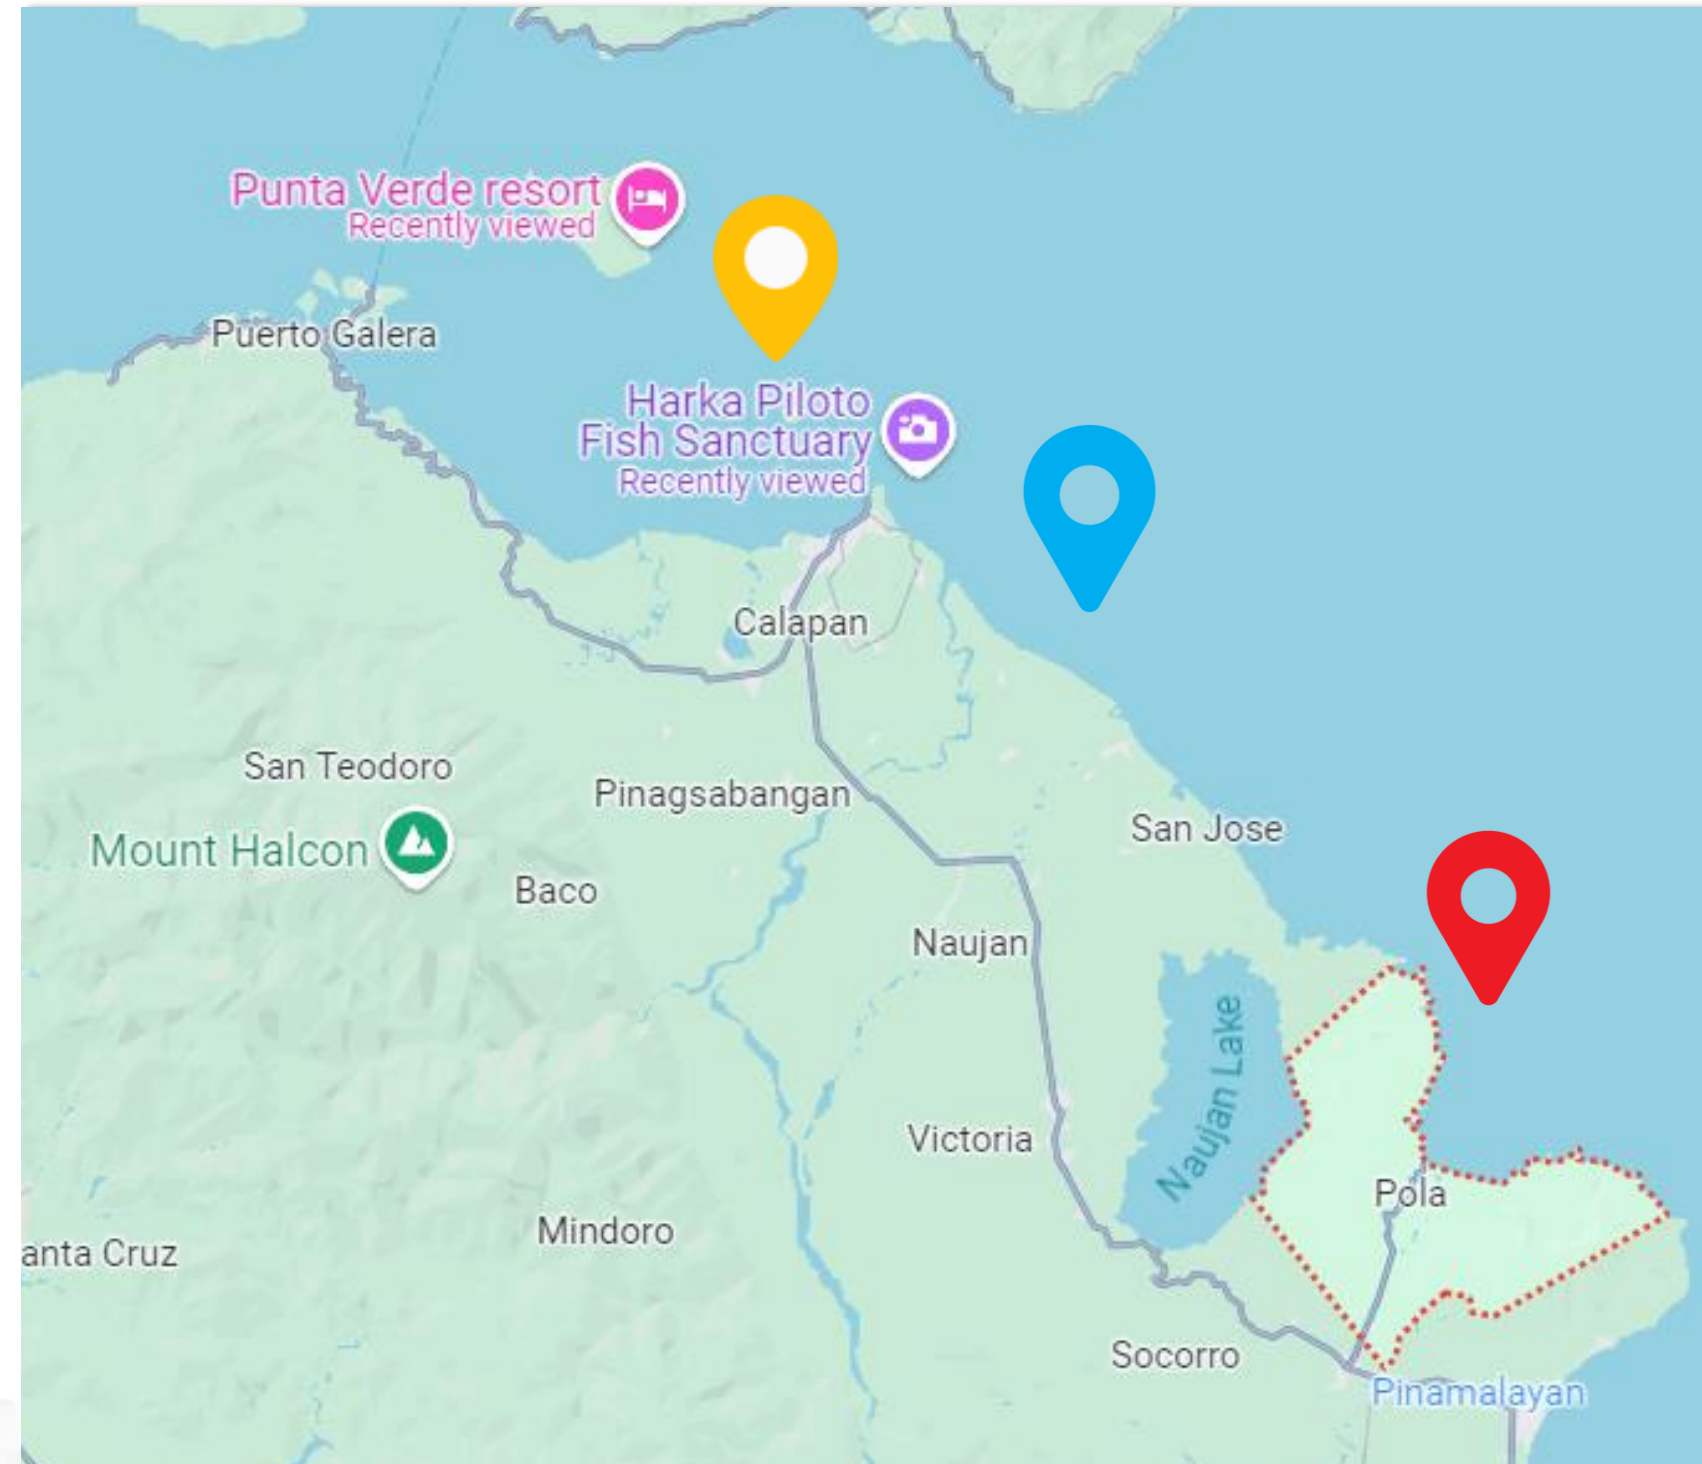 Punta Verde resort
Recently viewed
Puerto Galera
Harka Piloto
Fish Sanctuary
Recently viewed
Calapan
San Teodoro
Pinagsabangan
San Jose
Mount Halcon
Baco
Naujan
Naujan Lake
Victoria
Pola
Mindoro
anta Cruz
Socorro
Pinamalayan